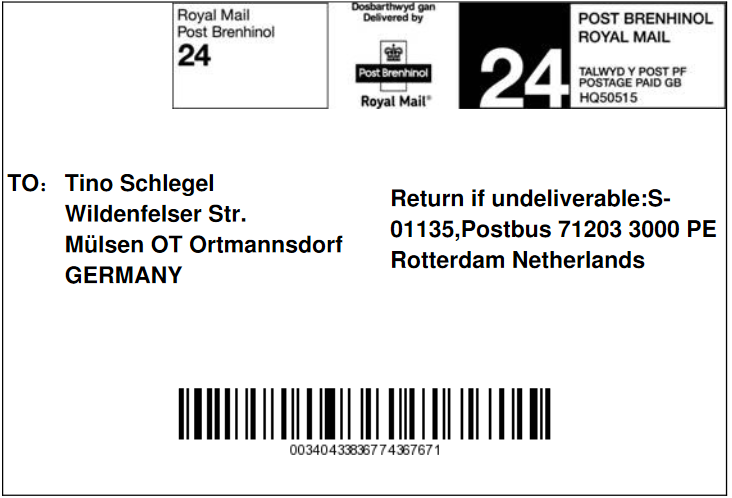 Royal Mail
Post Brenhinol
24
Dosbarthwyd gan
Delivered by
Post Brenhinol
Royal Mail®
24
POST BRENHINOL
ROYAL MAIL
TALWYD Y POST PF
POSTAGE PAID GB
HQ50515
TO: Tino Schlegel
Wildenfelser Str.
Mülsen OT Ortmannsdorf
GERMANY
Return if undeliverable:S-
01135,Postbus 71203 3000 PE
Rotterdam Netherlands
00340433836774367671